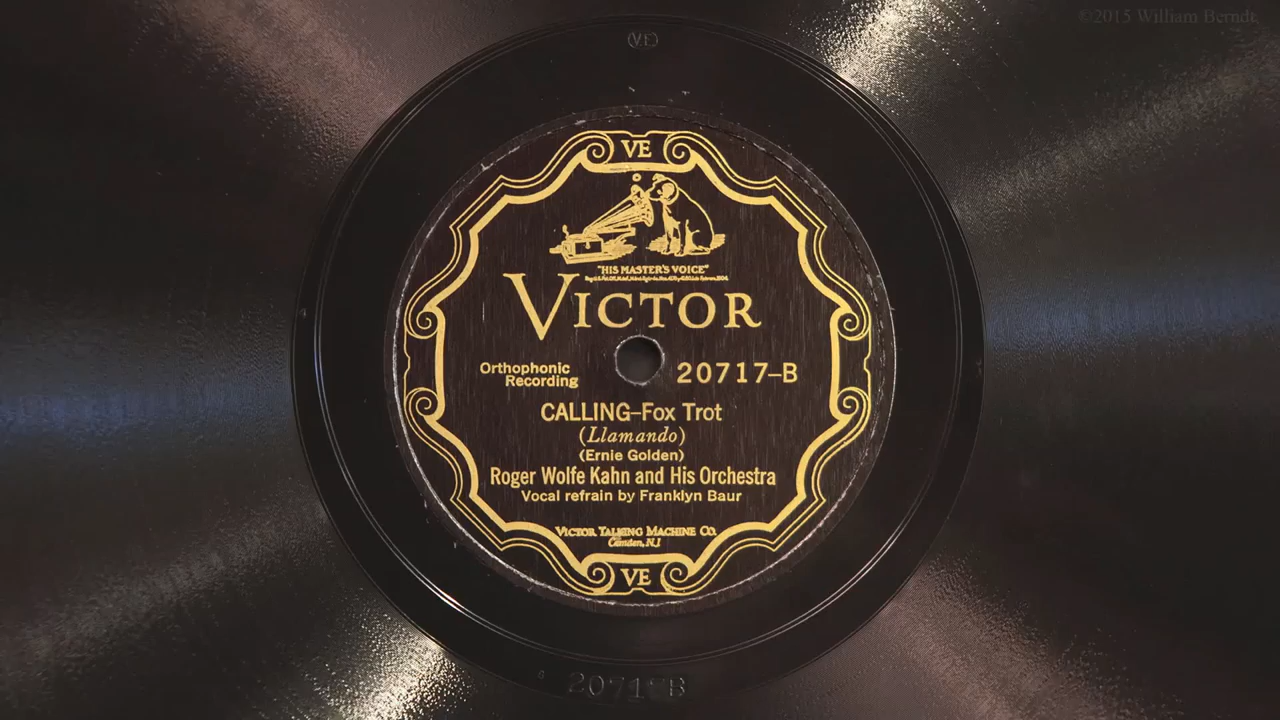 ©2015 William Berndt
VE
VE
"HIS MASTER'S VOICE"
VICTOR
Orthophonic
Recording
20717-B
CALLING-Fox Trot
(Llamando)
(Ernie Golden)
Roger Wolfe Kahn and His Orchestra
Vocal refrain by Franklyn Baur
VICTOR TALKING MACHINE CO.
Camden, N.J.
VE
20717 B